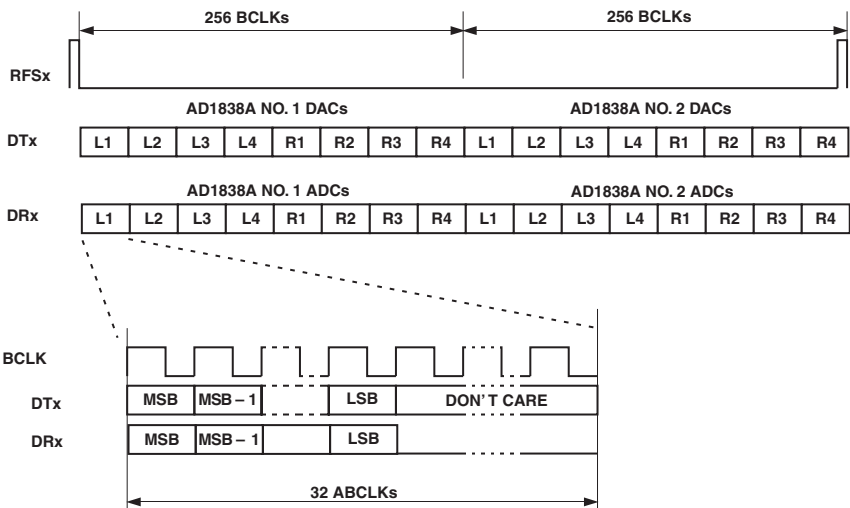 256 BCLKs 256 BCLKs
RFSx
AD1838A NO. 1 DACs AD1838A NO. 2 DACs
DTx L1 L2 L3 L4 R1 R2 R3 R4 L1 L2 L3 L4 R1 R2 R3 R4
AD1838A NO. 1 ADCs AD1838A NO. 2 ADCs
DRx L1 L2 L3 L4 R1 R2 R3 R4 L1 L2 L3 L4 R1 R2 R3 R4
BCLK
DTx MSB MSB – 1 LSB DON'T CARE
DRx MSB MSB – 1 LSB
32 ABCLKs